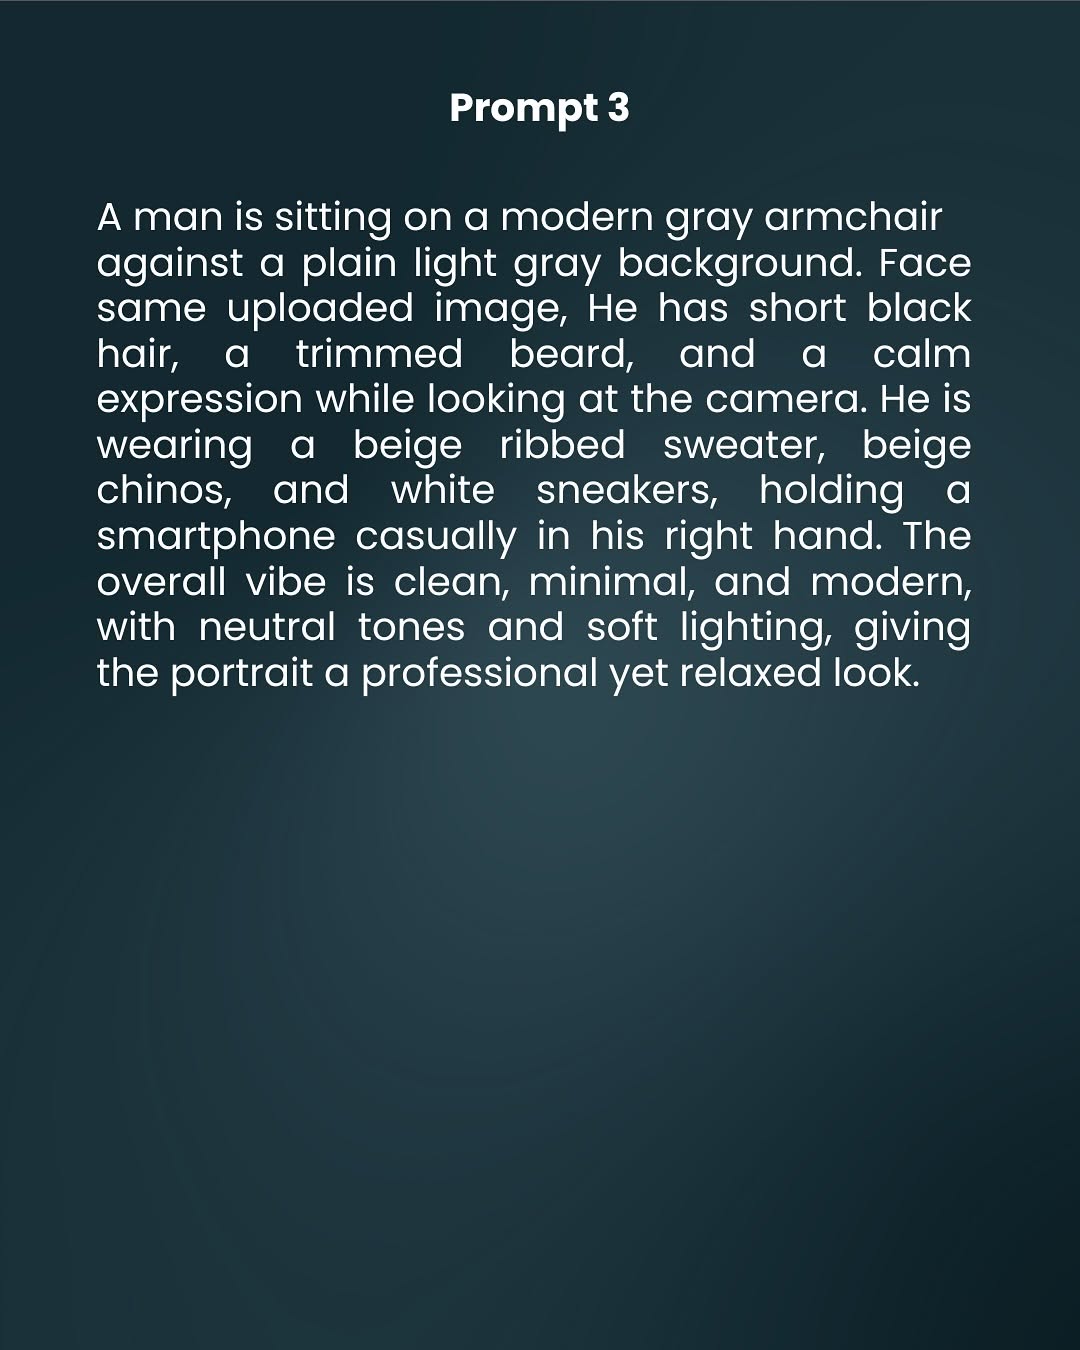 Prompt 3
A man is sitting on a modern gray armchair
against a plain light gray background. Face
same uploaded image, He has short black
hair, a trimmed beard, and a calm
expression while looking at the camera. He is
wearing a beige ribbed sweater, beige
chinos, and white sneakers, holding a
smartphone casually in his right hand. The
overall vibe is clean, minimal, and modern,
with neutral tones and soft lighting, giving
the portrait a professional yet relaxed look.